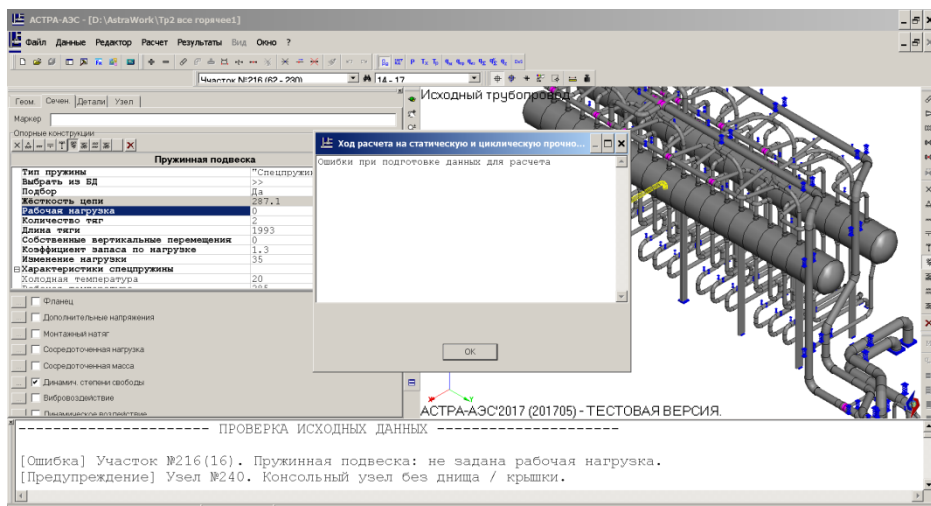 АСТРА-АЭС - [D:\AstraWork\Тр2 все горячее1]
Файл Данные Редактор Расчет Результаты Вид Окно ?
Участок №216 (62 - 230) 14 - 17
Геом. Сечен. Детали Узел
Маркер
Опорные конструкции
Пружинная подвеска
Тип пружины "Спецпружи
Выбрать из БД >>
Подбор Да
Жёсткость цепи 287.1
Рабочая нагрузка 0
Количество тяг 2
Длина тяги 1993
Собственные вертикальные перемещения 0
Коэффициент запаса по нагрузке 1.3
Изменение нагрузки 35
Характеристики спецпружины
Холодная температура 20
Фланец
Дополнительные напряжения
Монтажный натяг
Сосредоточенная нагрузка
Сосредоточенная масса
Динамич. степени свободы
Вибровоздействие
Динамическое воздействие
Исходный трубопровод
Ход расчета на статическую и циклическую прочно...
Ошибки при подготовке данных для расчета
OK
АСТРА-АЭС'2017 (201705) - ТЕСТОВАЯ ВЕРСИЯ.
---------------------- ПРОВЕРКА ИСХОДНЫХ ДАННЫХ ---------------------
[Ошибка] Участок №216(16). Пружинная подвеска: не задана рабочая нагрузка.
[Предупреждение] Узел №240. Консольный узел без днища / крышки.